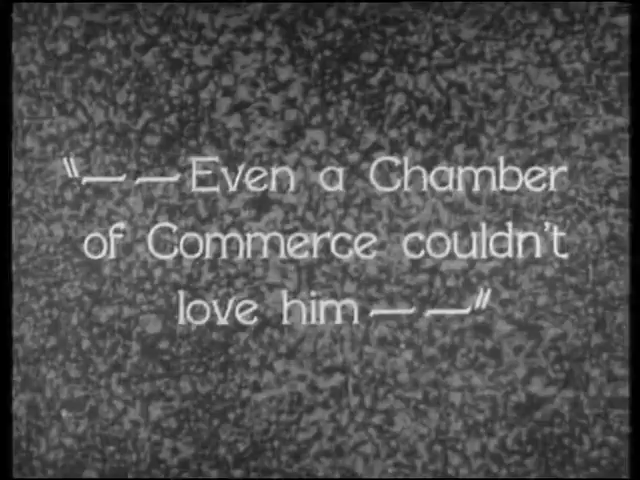 "— — Even a Chamber
of Commerce couldn't
love him — —"